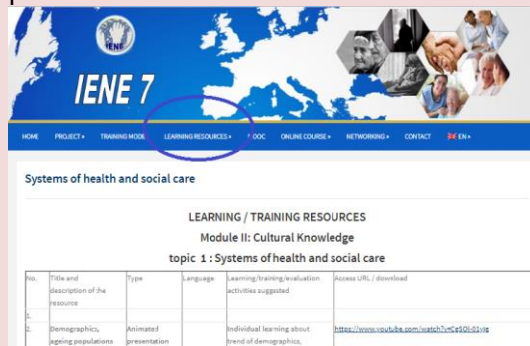 IENE
IENE 7
HOME PROJECT TRAINING MODE LEARNING RESOURCES OOC ONLINE COURSE NETWORKING CONTACT EN
Systems of health and social care
LEARNING / TRAINING RESOURCES
Module II: Cultural Knowledge
topic 1 : Systems of health and social care
No. Title and description of the resource Type Language Learning/training/evaluation activities suggested Access URL / download
1.
2. Demographics, ageing populations Animated presentation Individual learning about trend of demographics,